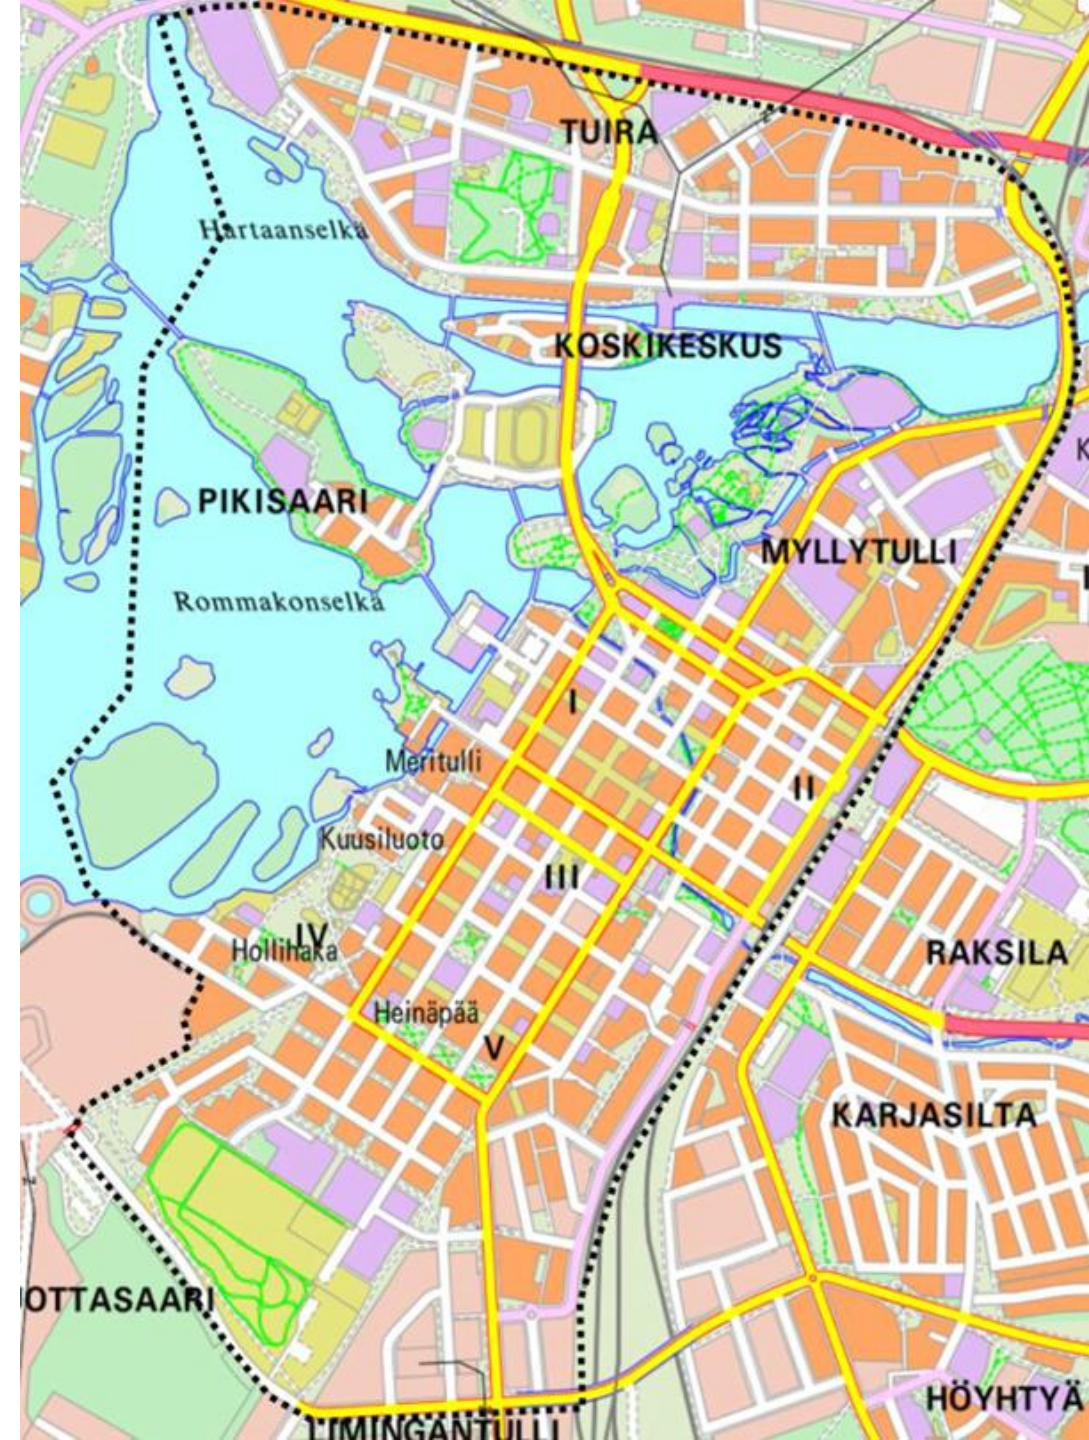 TUIRA
Hartaanselkä
KOSKIKESKUS
K
PIKISAARI
MYLLYTULLI
Rommakonselkä
I
Meritulli
II
Kuusiluoto
III
IV
Hollihaka
RAKSILA
Heinäpää
V
KARJASILTA
OTTASAARI
HÖYHTYÄ
LIMINGANTULLI